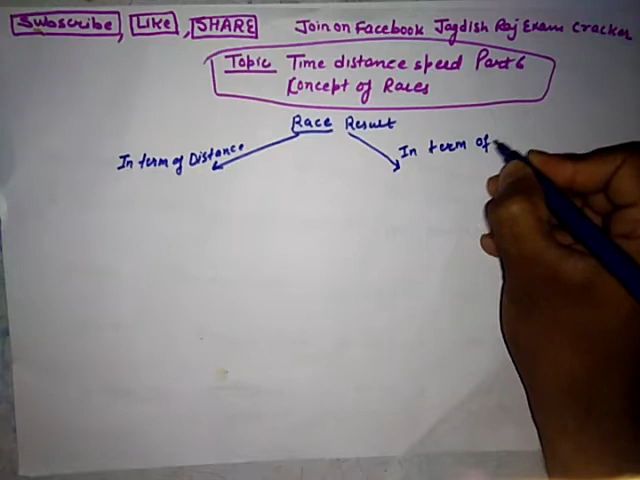 Subscribe, LIKE, SHARE Join on Facebook Jagdish Raj Exam Cracker
Topic Time distance speed Part 6
Concept of Races
Race Result
In term of Distance
In term of